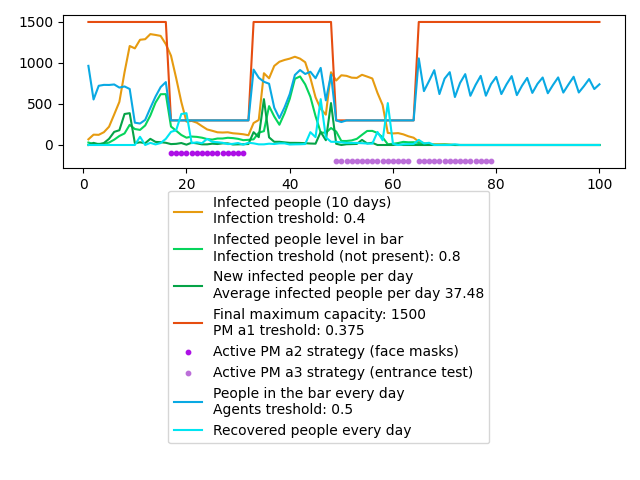 1500
1000
500
0
0
20
40
60
80
100
Infected people (10 days)
Infection treshold: 0.4
Infected people level in bar
Infection treshold (not present): 0.8
New infected people per day
Average infected people per day 37.48
Final maximum capacity: 1500
PM a1 treshold: 0.375
Active PM a2 strategy (face masks)
Active PM a3 strategy (entrance test)
People in the bar every day
Agents treshold: 0.5
Recovered people every day